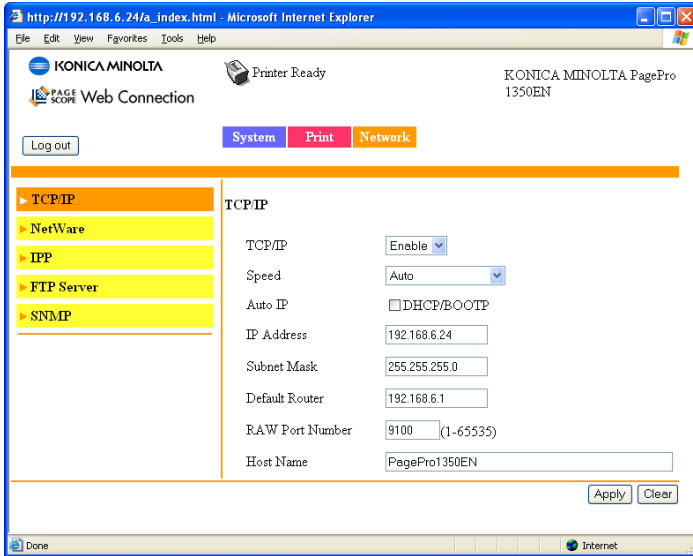 http://192.168.6.24/a_index.html - Microsoft Internet Explorer
File Edit View Favorites Tools Help
KONICA MINOLTA
PAGE SCOPE Web Connection
Printer Ready
KONICA MINOLTA PagePro 
1350EN
Log out
System Print Network
TCP/IP
NetWare
IPP
FTP Server
SNMP
TCP/IP
TCP/IP Enable
Speed Auto
Auto IP DHCP/BOOTP
IP Address 192.168.6.24
Subnet Mask 255.255.255.0
Default Router 192.168.6.1
RAW Port Number 9100 (1-65535)
Host Name PagePro1350EN
Apply Clear
Done Internet